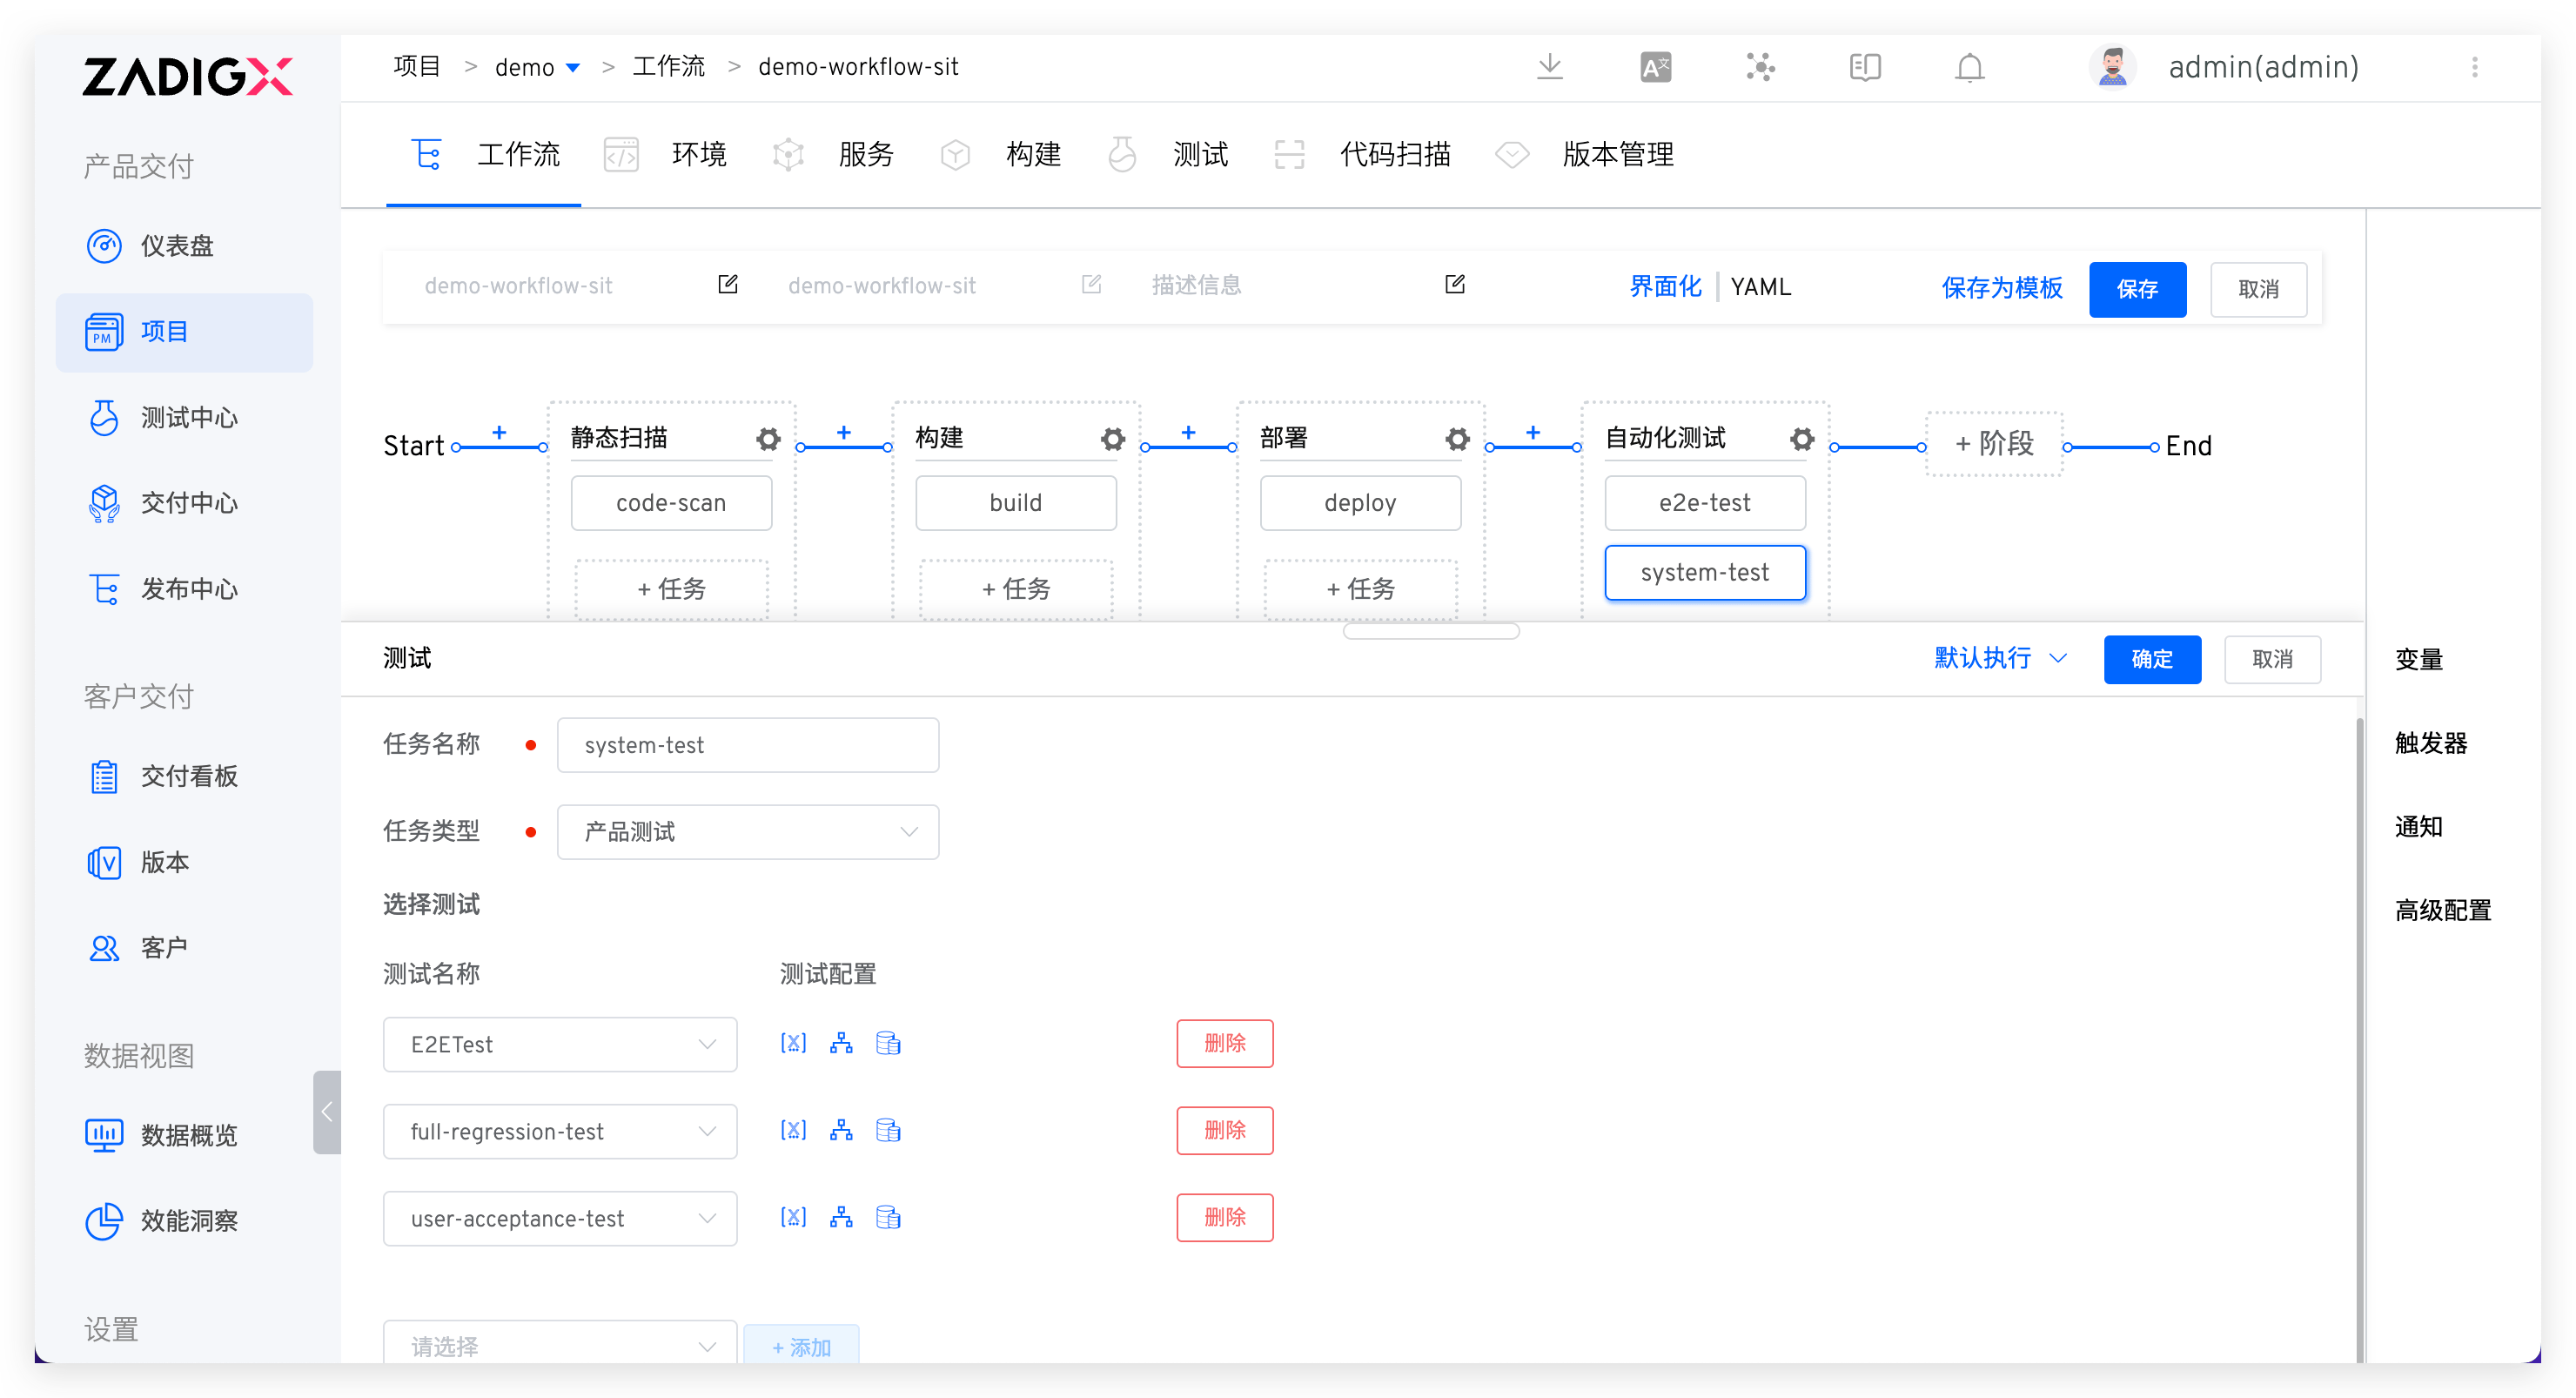 ZADIGX
项目 > demo > 工作流 > demo-workflow-sit
admin(admin)
产品交付
仪表盘
PM 项目
测试中心
交付中心
发布中心
客户交付
交付看板
版本
客户
数据视图
数据概览
效能洞察
设置
工作流 环境 服务 构建 测试 代码扫描 版本管理
demo-workflow-sit demo-workflow-sit 描述信息 界面化 | YAML 保存为模板 保存 取消
Start + 静态扫描 + 构建 + 部署 + 自动化测试 + 阶段 End
code-scan build deploy e2e-test
system-test
+ 任务 + 任务 + 任务
测试 默认执行 确定 取消
任务名称 system-test
任务类型 产品测试
选择测试
测试名称 测试配置
E2ETest 删除
full-regression-test 删除
user-acceptance-test 删除
请选择 + 添加
变量
触发器
通知
高级配置